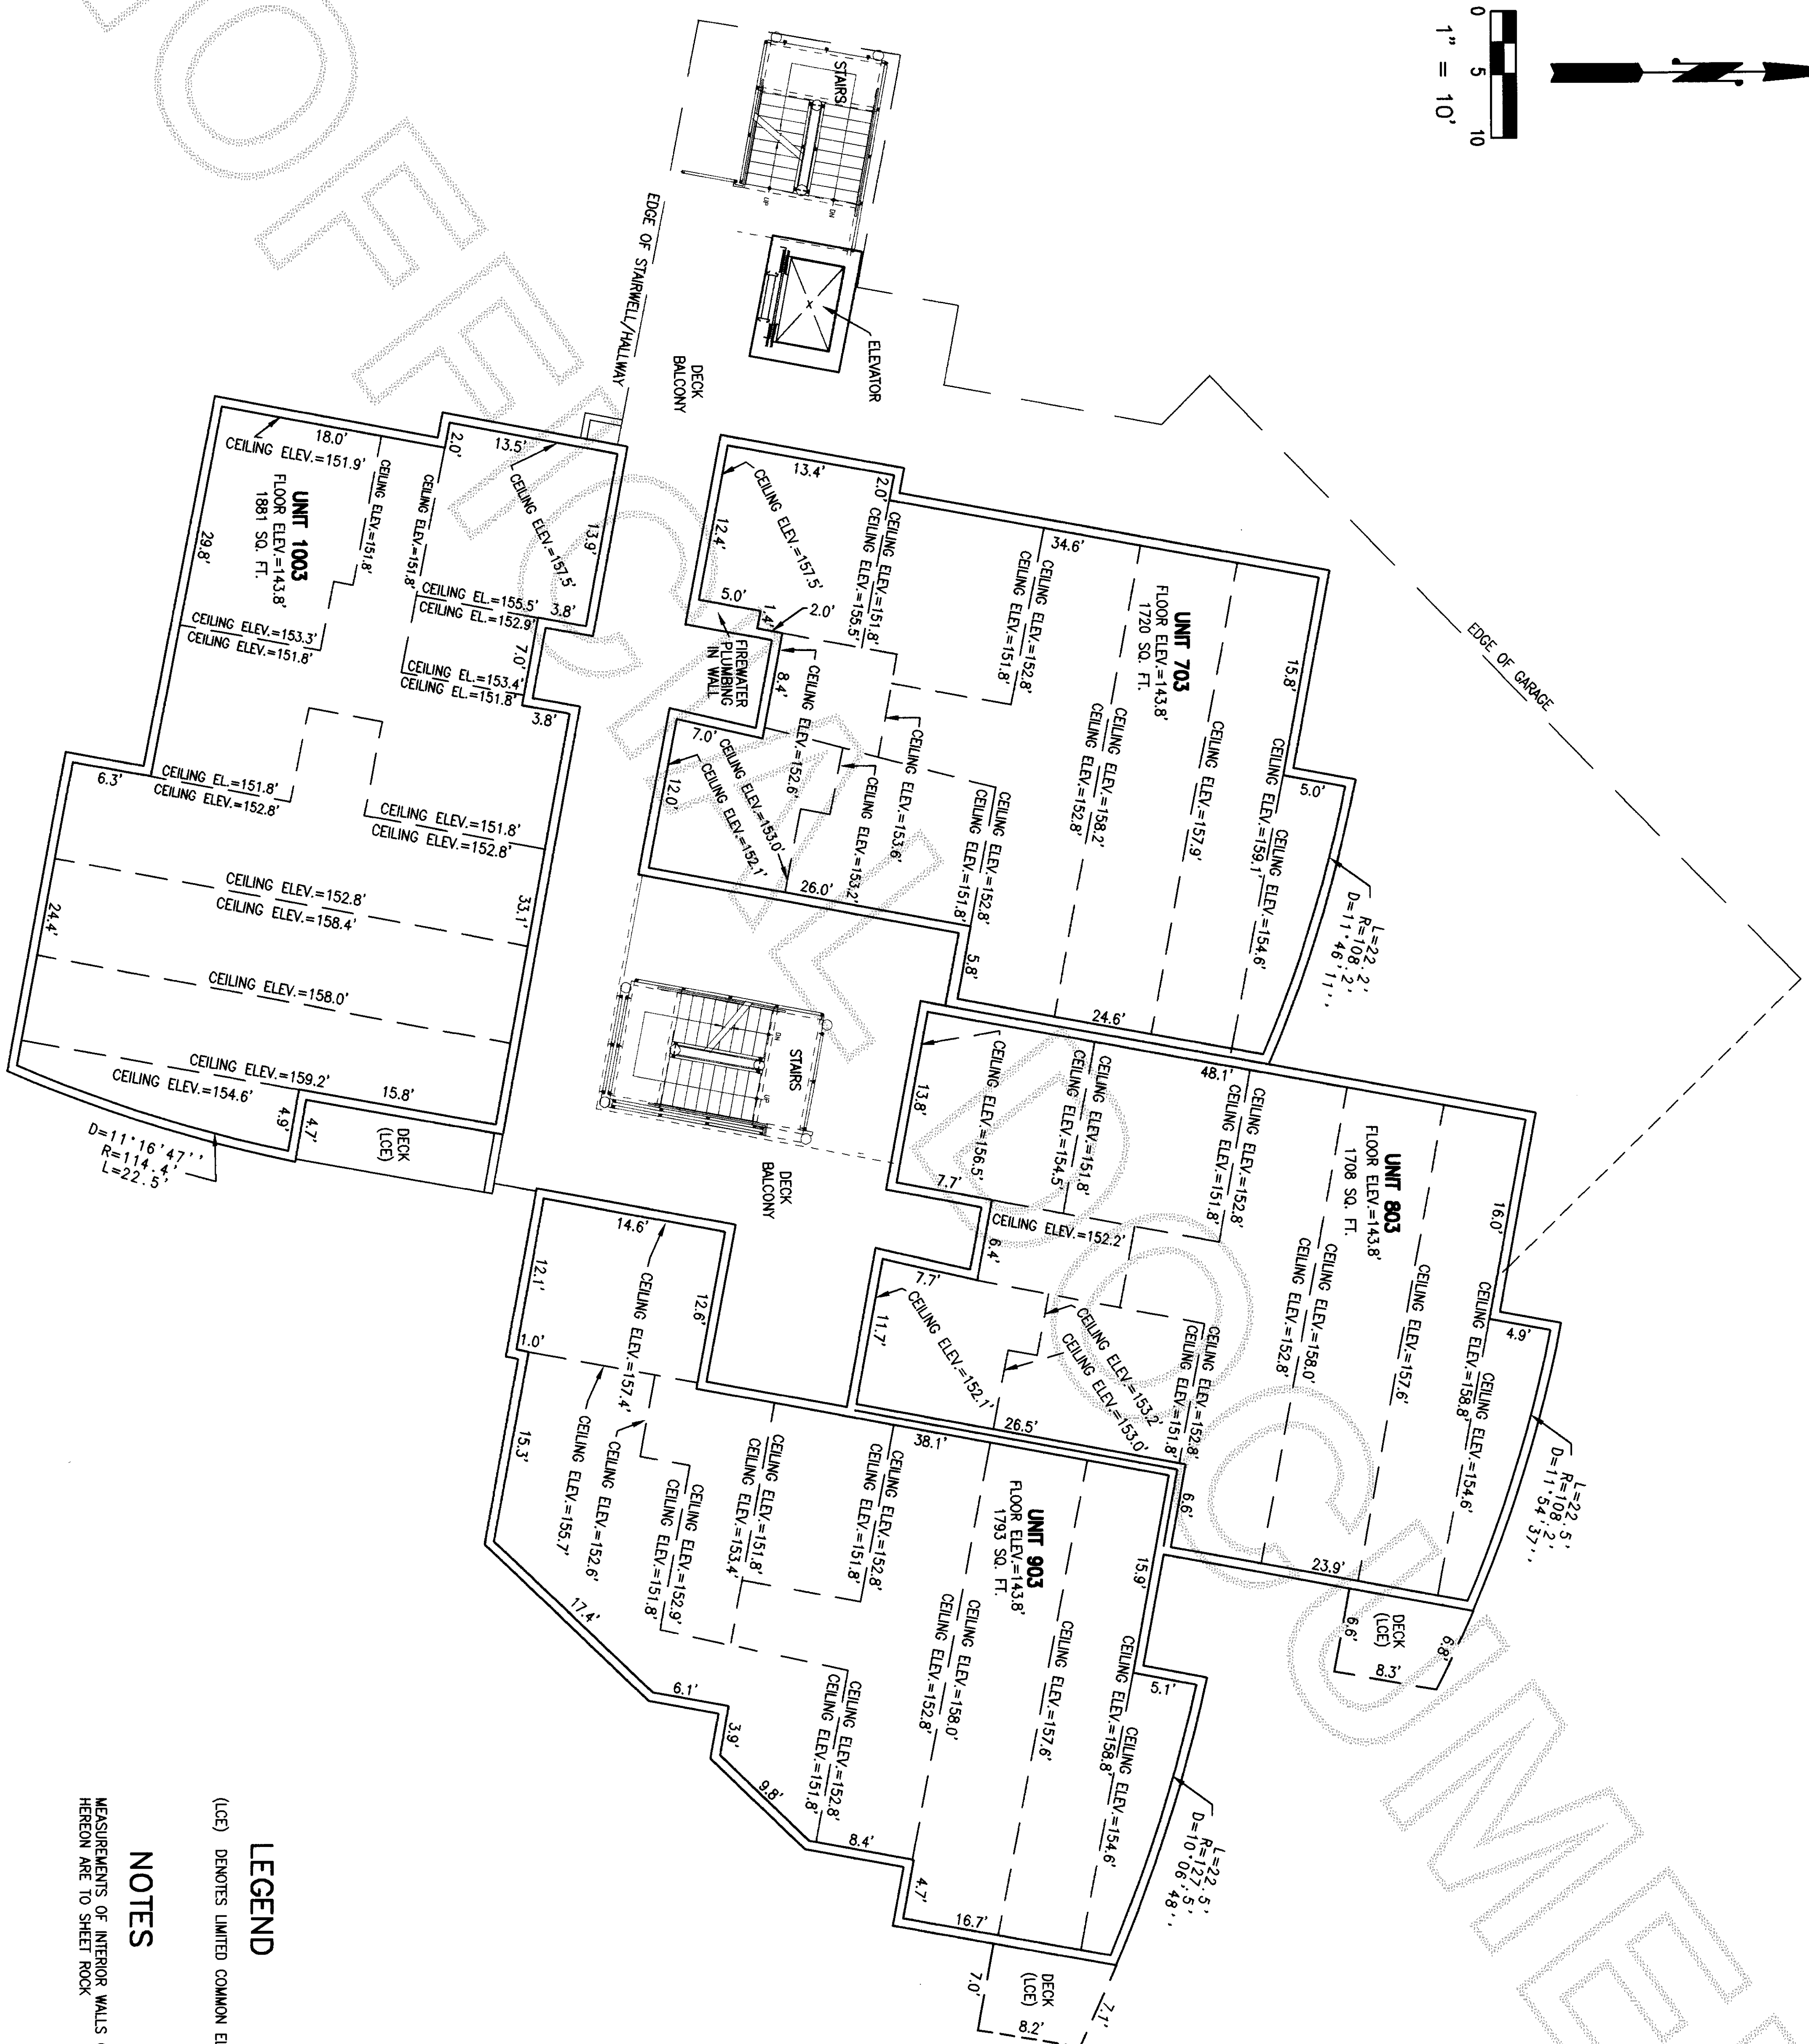 0 5 10
1" = 10'
STAIRS
UP
DN
EDGE OF STAIRWELL/HALLWAY
ELEVATOR
X
DECK
BALCONY
EDGE OF GARAGE
UNIT 703
FLOOR ELEV.=143.8'
1720 SQ. FT.
13.4'
2.0'
34.6'
15.8'
5.0'
L=22.2'
R=108.2'
D=11°46'11''
24.6'
5.8'
26.0'
12.0'
7.0'
8.4'
2.0'
1.4'
5.0'
12.4'
CEILING ELEV.=157.5'
CEILING ELEV.=151.8'
CEILING ELEV.=155.5'
CEILING ELEV.=152.8'
CEILING ELEV.=151.8'
CEILING ELEV.=158.2'
CEILING ELEV.=152.8'
CEILING ELEV.=157.9'
CEILING ELEV.=154.6'
CEILING ELEV.=159.1'
CEILING ELEV.=152.8'
CEILING ELEV.=151.8'
CEILING ELEV.=153.6'
CEILING ELEV.=153.2'
CEILING ELEV.=152.6'
CEILING ELEV.=153.0'
CEILING ELEV.=152.1'
FIREWATER
PLUMBING
IN WALL
UNIT 803
FLOOR ELEV.=143.8'
1708 SQ. FT.
48.1'
16.0'
4.9'
L=22.5'
R=108.2'
D=11°54'37''
23.9'
6.6'
26.5'
11.7'
7.7'
6.4'
7.7'
13.8'
CEILING ELEV.=156.5'
CEILING ELEV.=151.8'
CEILING ELEV.=154.5'
CEILING ELEV.=152.8'
CEILING ELEV.=151.8'
CEILING ELEV.=152.2'
CEILING ELEV.=158.0'
CEILING ELEV.=152.8'
CEILING ELEV.=157.6'
CEILING ELEV.=154.6'
CEILING ELEV.=158.8'
CEILING ELEV.=152.8'
CEILING ELEV.=151.8'
CEILING ELEV.=153.2'
CEILING ELEV.=153.0'
CEILING ELEV.=152.1'
DECK
(LCE)
6.6'
8.3'
6.8'
STAIRS
DN
UP
DECK
BALCONY
UNIT 903
FLOOR ELEV.=143.8'
1793 SQ. FT.
14.6'
12.6'
38.1'
15.9'
5.1'
L=22.5'
R=127.5'
D=10°06'48''
16.7'
4.7'
8.4'
9.8'
3.9'
6.1'
17.4'
15.3'
1.0'
12.1'
CEILING ELEV.=157.4'
CEILING ELEV.=152.6'
CEILING ELEV.=155.7'
CEILING ELEV.=152.9'
CEILING ELEV.=151.8'
CEILING ELEV.=151.8'
CEILING ELEV.=153.4'
CEILING ELEV.=152.8'
CEILING ELEV.=151.8'
CEILING ELEV.=158.0'
CEILING ELEV.=152.8'
CEILING ELEV.=157.6'
CEILING ELEV.=154.6'
CEILING ELEV.=158.8'
CEILING ELEV.=152.8'
CEILING ELEV.=151.8'
DECK
(LCE)
7.0'
8.2'
7.1'
UNIT 1003
FLOOR ELEV.=143.8'
1881 SQ. FT.
18.0'
2.0'
13.5'
13.9'
3.8'
7.0'
3.8'
33.1'
15.8'
4.7'
4.9'
D=11°16'47''
R=114.4'
L=22.5'
24.4'
6.3'
29.8'
CEILING ELEV.=151.9'
CEILING ELEV.=151.8'
CEILING ELEV.=151.8'
CEILING ELEV.=157.5'
CEILING EL.=155.5'
CEILING EL.=152.9'
CEILING ELEV.=153.3'
CEILING ELEV.=151.8'
CEILING EL.=153.4'
CEILING EL.=151.8'
CEILING EL.=151.8'
CEILING ELEV.=152.8'
CEILING ELEV.=151.8'
CEILING ELEV.=152.8'
CEILING ELEV.=152.8'
CEILING ELEV.=158.4'
CEILING ELEV.=158.0'
CEILING ELEV.=159.2'
CEILING ELEV.=154.6'
DECK
(LCE)
LEGEND
(LCE) DENOTES LIMITED COMMON
NOTES
MEASUREMENTS OF INTERIOR WALLS
HEREON ARE TO SHEET ROCK
OFFICIAL DOCUME